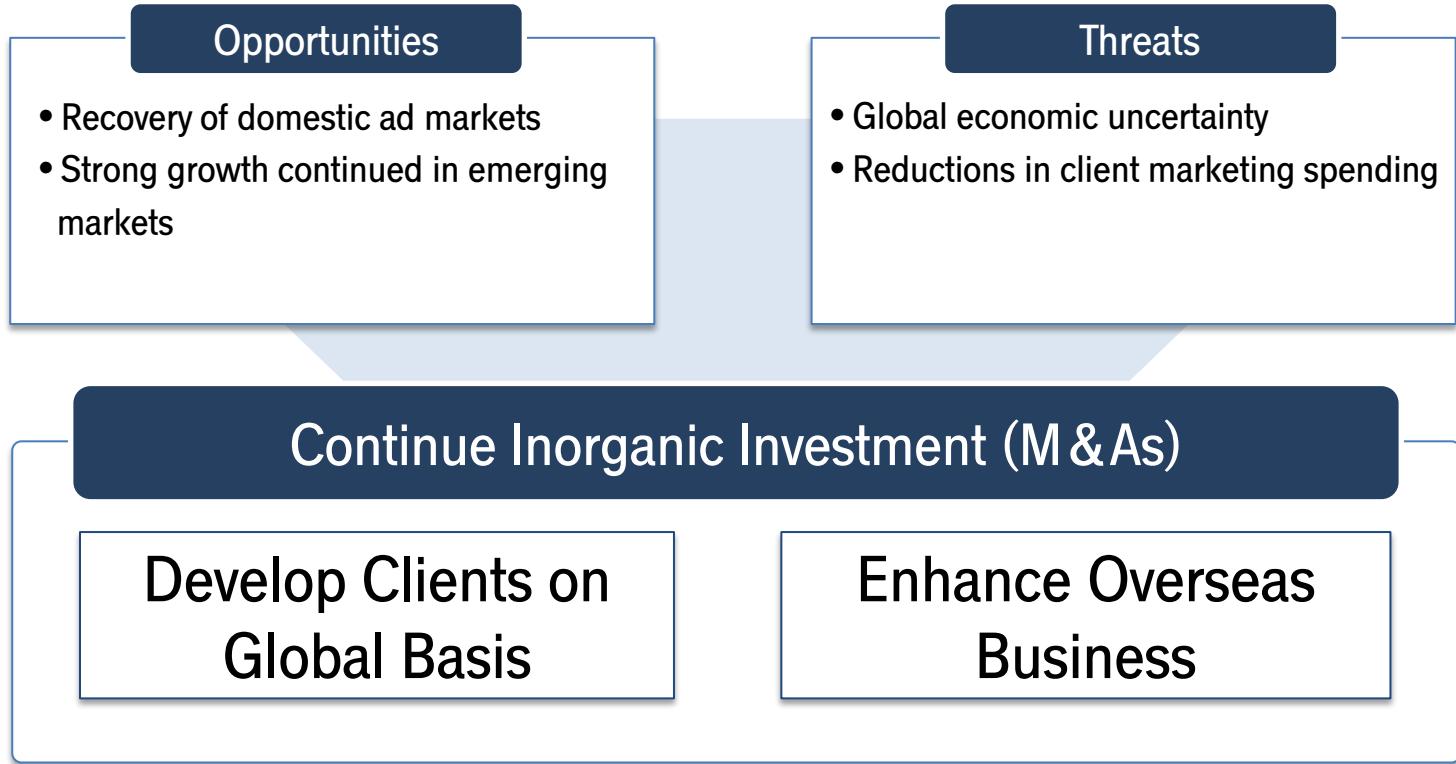 Opportunities
• Recovery of domestic ad markets
• Strong growth continued in emerging
markets
Threats
• Global economic uncertainty
• Reductions in client marketing spending
Continue Inorganic Investment (M & As)
Develop Clients on
Global Basis
Enhance Overseas
Business